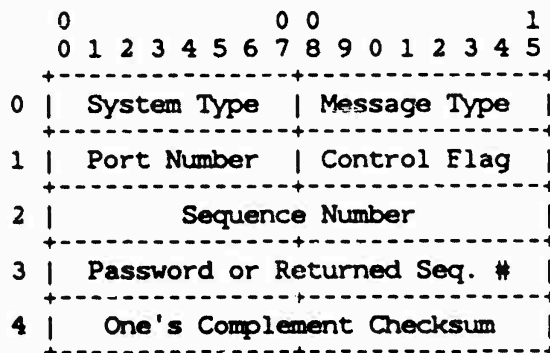 0 0 0 1
0 1 2 3 4 5 6 7 8 9 0 1 2 3 4 5
+---------------+---------------+
0 | System Type | Message Type |
+---------------+---------------+
1 | Port Number | Control Flag |
+---------------+---------------+
2 | Sequence Number |
+---------------+---------------+
3 | Password or Returned Seq. # |
+---------------+---------------+
4 | One's Complement Checksum |
+---------------+---------------+